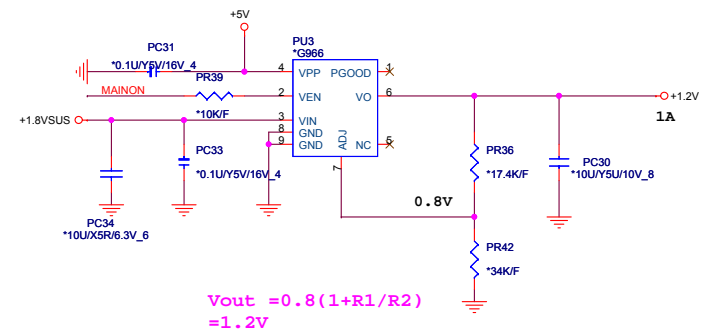 +5V
PC31
*0.1U/Y5V/16V_4
PU3
*G966
4 VPP PGOOD 1
MAINON
PR39
*10K/F
2 VEN VO 6
+1.2V
1A
+1.8VSUS
3 VIN
8 GND
9 GND
ADJ
NC 5
7
PC33
*0.1U/Y5V/16V_4
PC34
*10U/X5R/6.3V_6
PR36
*17.4K/F
PC30
*10U/Y5U/10V_8
0.8V
PR42
*34K/F
Vout =0.8(1+R1/R2)
=1.2V